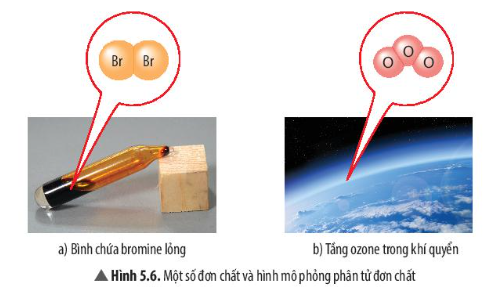 Br Br
O O O
a) Bình chứa bromine lỏng
b) Tầng ozone trong khí quyển
▲ Hình 5.6. Một số đơn chất và hình mô phỏng phân tử đơn chất